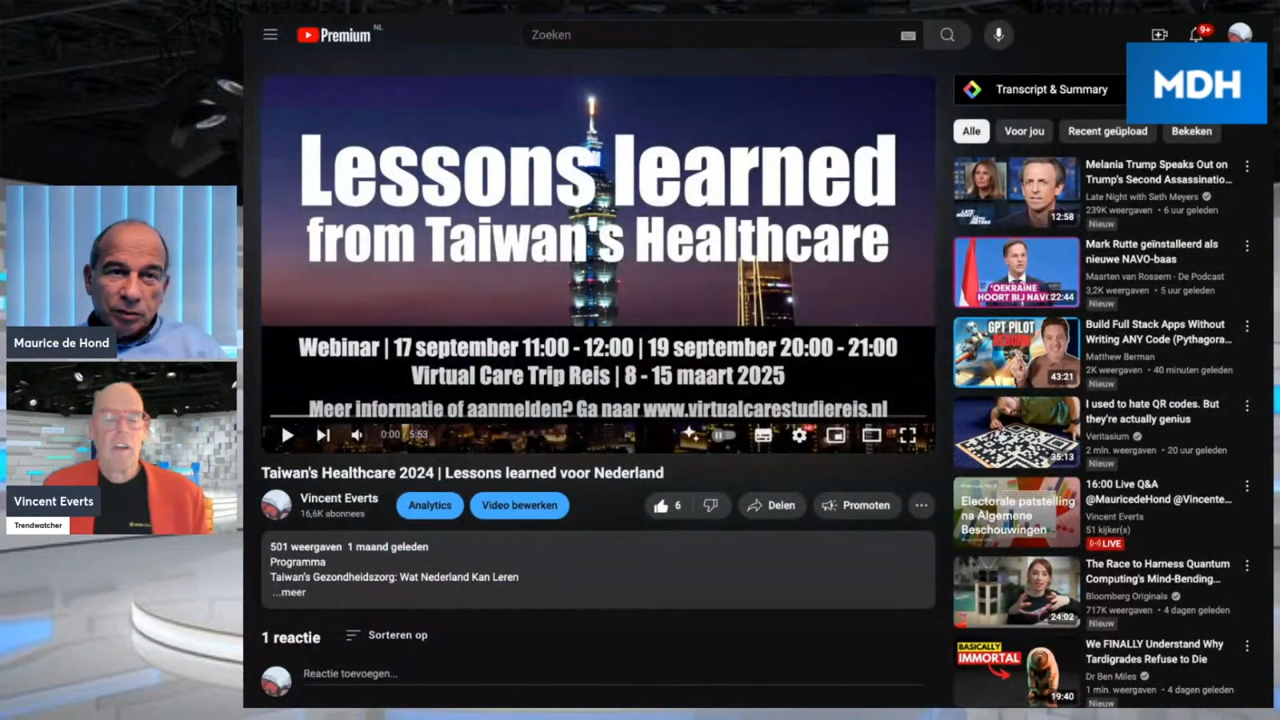 Premium NL
Zoeken
9+
MDH
Lessons learned
from Taiwan's Healthcare
Webinar | 17 september 11:00 - 12:00 | 19 september 20:00 - 21:00
Virtual Care Trip Reis | 8 - 15 maart 2025
Meer informatie of aanmelden? Ga naar www.virtualcarestudiereis.nl
0:00 / 5:53
Taiwan's Healthcare 2024 | Lessons learned voor Nederland
Vincent Everts
16,6K abonnees
Analytics
Video bewerken
6
Delen
Promoten
501 weergaven 1 maand geleden
Programma
Taiwan's Gezondheidszorg: Wat Nederland Kan Leren
...meer
1 reactie
Sorteren op
Reactie toevoegen...
Maurice de Hond
Vincent Everts
Trendwatcher
Transcript & Summary
Alle
Voor jou
Recent geüpload
Bekeken
LATE NIGHT
12:58
Melania Trump Speaks Out on
Trump's Second Assassinatio...
Late Night with Seth Meyers
239K weergaven • 6 uur geleden
Nieuw
OEKRAÏNE
HOORT BIJ NAVO
22:44
Mark Rutte geïnstalleerd als
nieuwe NAVO-baas
Maarten van Rossem - De Podcast
3,2K weergaven • 5 uur geleden
Nieuw
GPT PILOT
43:21
Build Full Stack Apps Without
Writing ANY Code (Pythagora...
Matthew Berman
2K weergaven • 40 minuten geleden
Nieuw
35:13
I used to hate QR codes. But
they're actually genius
Veritasium
2 mln. weergaven • 20 uur geleden
Nieuw
Electorale patstelling
na Algemene
Beschouwingen
16:00 Live Q&A
@MauricedeHond @Vincente...
Vincent Everts
51 kijker(s)
LIVE
24:02
The Race to Harness Quantum
Computing's Mind-Bending...
Bloomberg Originals
717K weergaven • 4 dagen geleden
Nieuw
BASICALLY
IMMORTAL
19:40
We FINALLY Understand Why
Tardigrades Refuse to Die
Dr Ben Miles
1 mln. weergaven • 4 dagen geleden
Nieuw